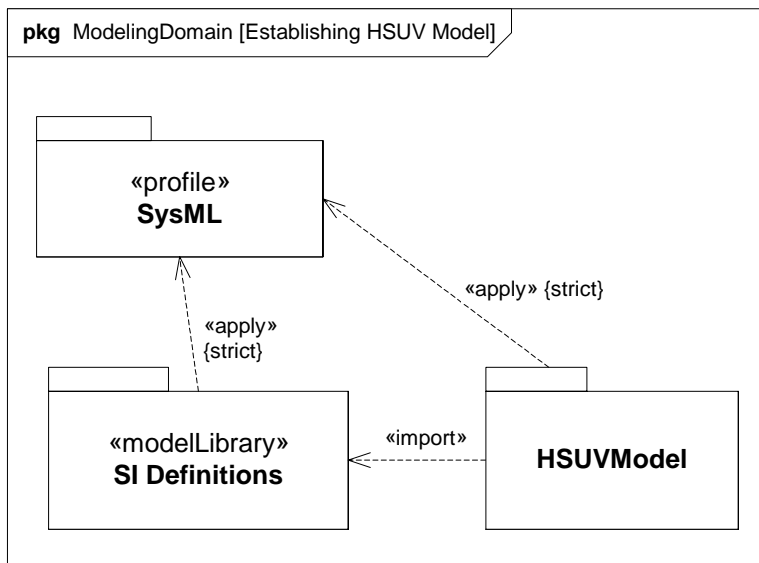 pkg ModelingDomain [Establishing HSUV Model]
«profile»
SysML
«apply» {strict}
«apply»
{strict}
«modelLibrary»
SI Definitions
«import»
HSUVModel